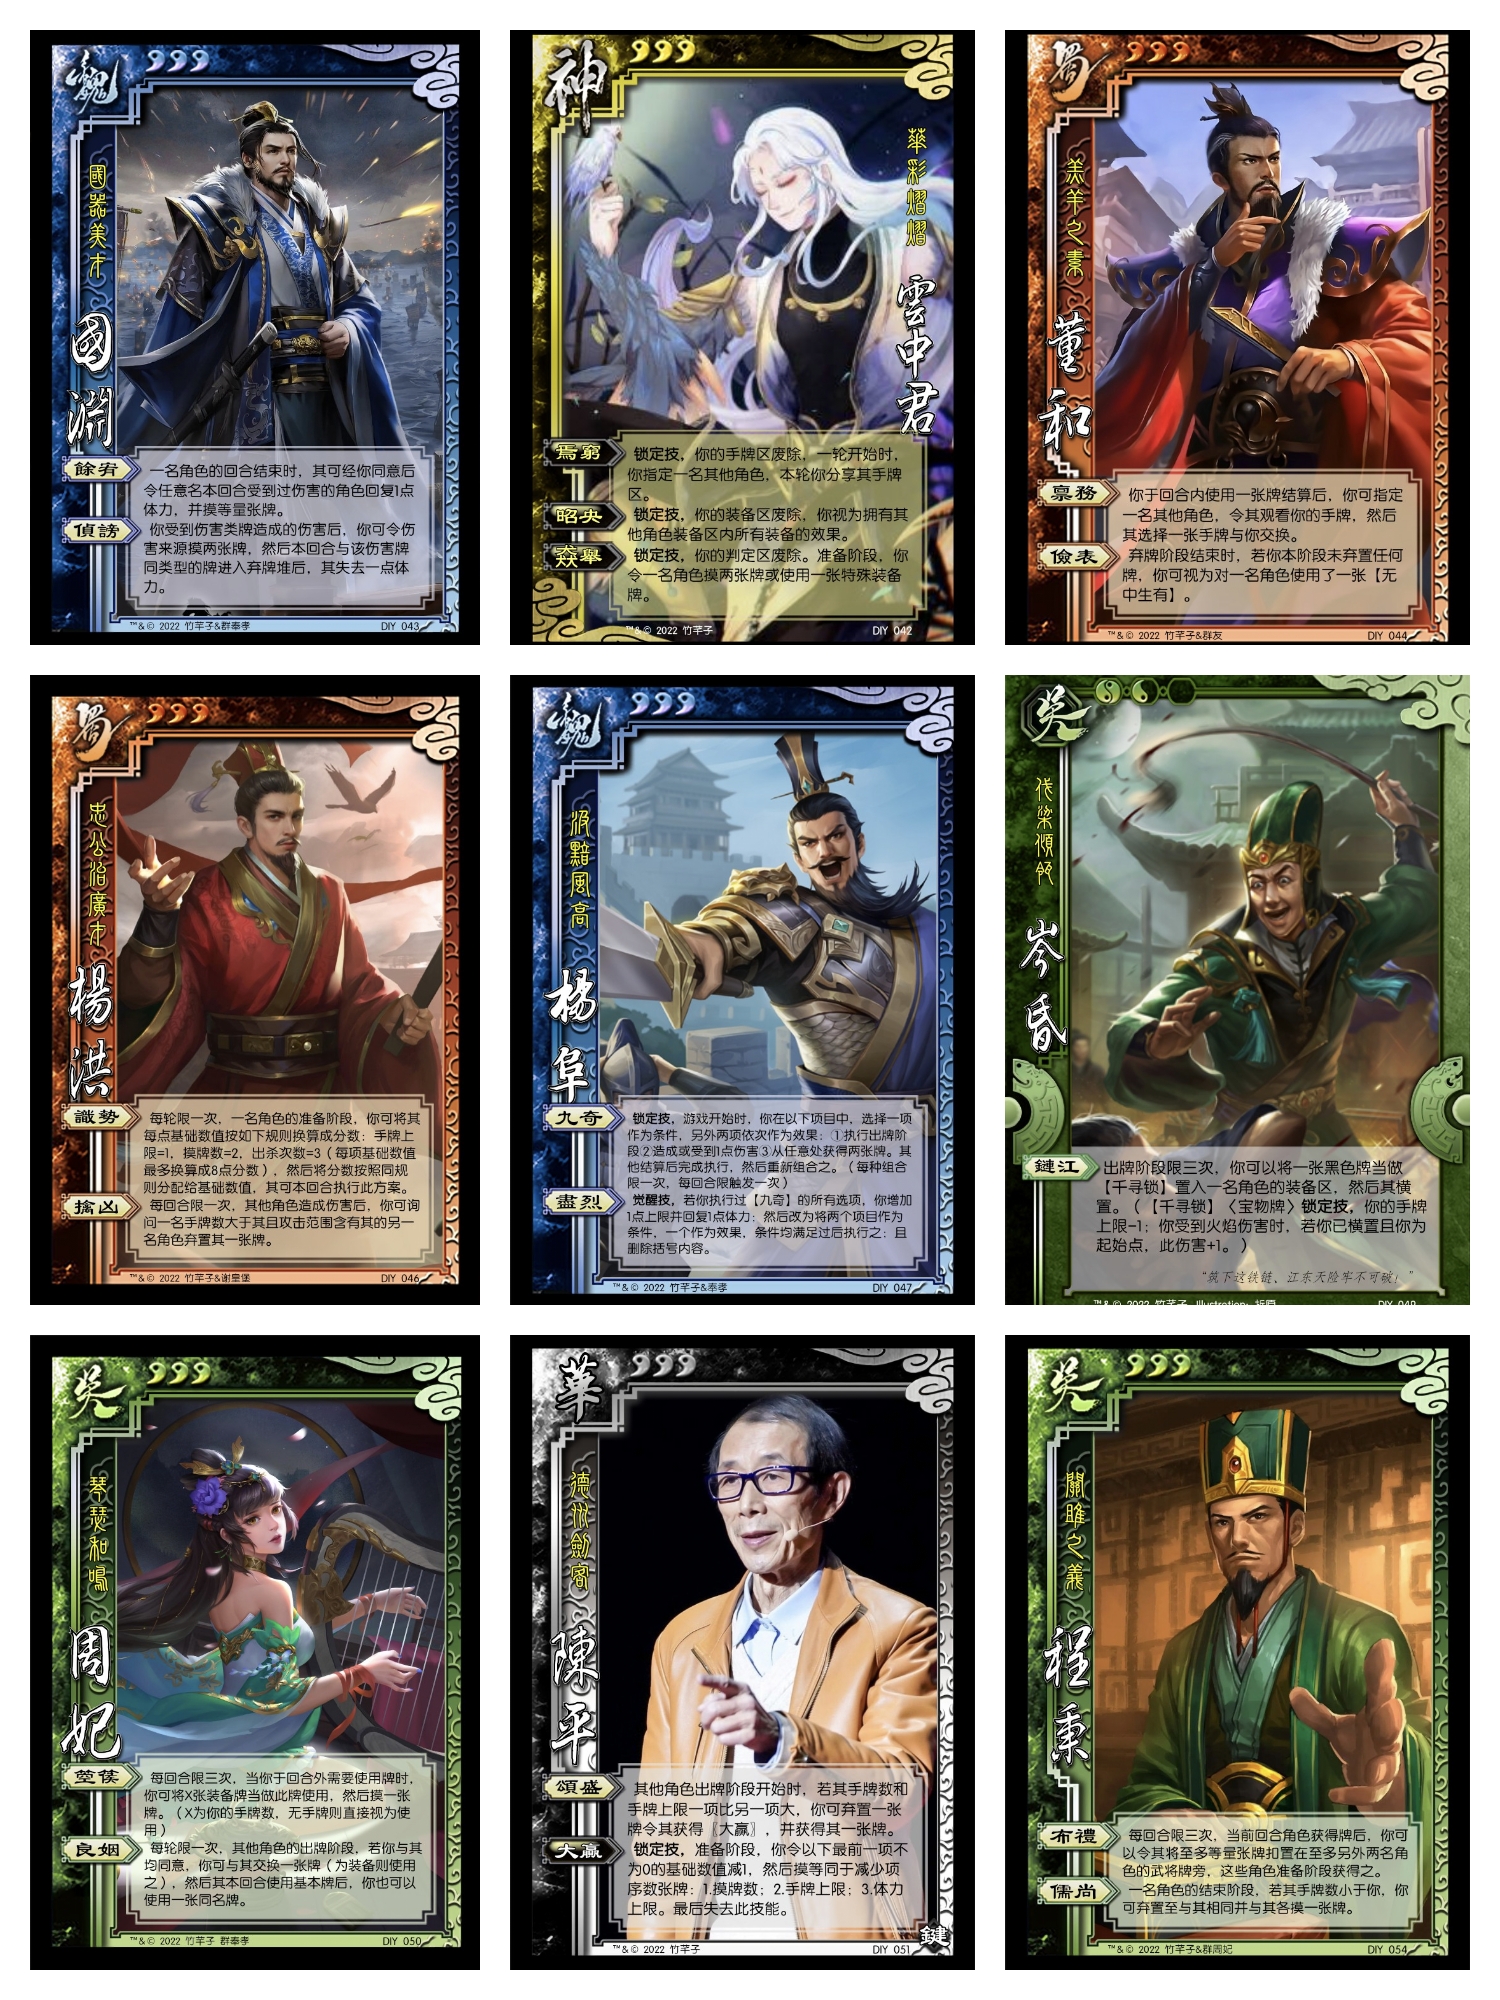 魏
國器美才
國淵
餘宥
一名角色的回合结束时，其可经你同意后
令任意名本回合受到过伤害的角色回复1点
体力，并摸等量张牌。
偵謗
你受到伤害类牌造成的伤害后，你可令伤
害来源摸两张牌，然后本回合与该伤害牌
同类型的牌进入弃牌堆后，其失去一点体
力。
™&© 2022 竹芊子&群奉孝
DIY 043
神
華彩熠熠
雲中君
焉窮
锁定技，你的手牌区废除，一轮开始时，
你指定一名其他角色，本轮你分享其手牌
区。
昭央
锁定技，你的装备区废除，你视为拥有其
他角色装备区内所有装备的效果。
猋舉
锁定技，你的判定区废除。准备阶段，你
令一名角色摸两张牌或使用一张特殊装备
牌。
™&© 2022 竹芊子
DIY 042
蜀
羔羊之素
董和
禀務
你于回合内使用一张牌结算后，你可指定
一名其他角色，令其观看你的手牌，然后
其选择一张手牌与你交换。
儉表
弃牌阶段结束时，若你本阶段未弃置任何
牌，你可视为对一名角色使用了一张【无
中生有】。
™&© 2022 竹芊子&群友
DIY 044
蜀
忠公治廣才
楊洪
識勢
每轮限一次，一名角色的准备阶段，你可将其
每点基础数值按如下规则换算成分数：手牌上
限=1，摸牌数=2，出杀次数=3（每项基础数值
最多换算成8点分数），然后将分数按照同规
则分配给基础数值，其可本回合执行此方案。
擒凶
每回合限一次，其他角色造成伤害后，你可询
问一名手牌数大于其且攻击范围含有其的另一
名角色弃置其一张牌。
™&© 2022 竹芊子&谢皇堡
DIY 046
魏
汲黯風高
楊阜
九奇
锁定技，游戏开始时，你在以下项目中，选择一项
作为条件，另外两项依次作为效果：①执行出牌阶
段②造成或受到1点伤害③从任意处获得两张牌。其
他结算后完成执行，然后重新组合之。（每种组合
限一次，每回合限触发一次）
盡烈
觉醒技，若你执行过【九奇】的所有选项，你增加
1点上限并回复1点体力；然后改为将两个项目作为
条件，一个作为效果，条件均满足过后执行之；且
删除括号内容。
™&© 2022 竹芊子&奉孝
DIY 047
吴
伐梁傾瓴
岑昏
鏈江
出牌阶段限三次，你可以将一张黑色牌当做
【千寻锁】置入一名角色的装备区，然后其横
置。（【千寻锁】〈宝物牌〉锁定技，你的手牌
上限−1；你受到火焰伤害时，若你已横置且你为
起始点，此伤害+1。）
“筑下这铁链，江东天险牢不可破！”
™&© 2022 竹芊子 Illustration: 祈原
DIY 049
吴
琴瑟和鳴
周妃
箜篌
每回合限三次，当你于回合外需要使用牌时，
你可将X张装备牌当做此牌使用，然后摸一张
牌。（X为你的手牌数，无手牌则直接视为使
用）
良姻
每轮限一次，其他角色的出牌阶段，若你与其
均同意，你可与其交换一张牌（为装备则使用
之），然后其本回合使用基本牌后，你也可以
使用一张同名牌。
™&© 2022 竹芊子 群奉孝
DIY 050
華
德州劍客
陳平
頌盛
其他角色出牌阶段开始时，若其手牌数和
手牌上限一项比另一项大，你可弃置一张
牌令其获得〖大赢〗，并获得其一张牌。
大贏
锁定技，准备阶段，你令以下最前一项不
为0的基础数值减1，然后摸等同于减少项
序数张牌：1.摸牌数；2.手牌上限；3.体力
上限。最后失去此技能。
鍵
™&© 2022 竹芊子
DIY 051
吴
關雎之義
程秉
布禮
每回合限三次，当前回合角色获得牌后，你可
以令其将至多等量张牌扣置在至多另外两名角
色的武将牌旁，这些角色准备阶段获得之。
儒尚
一名角色的结束阶段，若其手牌数小于你，你
可弃置至与其相同并与其各摸一张牌。
™&© 2022 竹芊子&群周妃
DIY 054